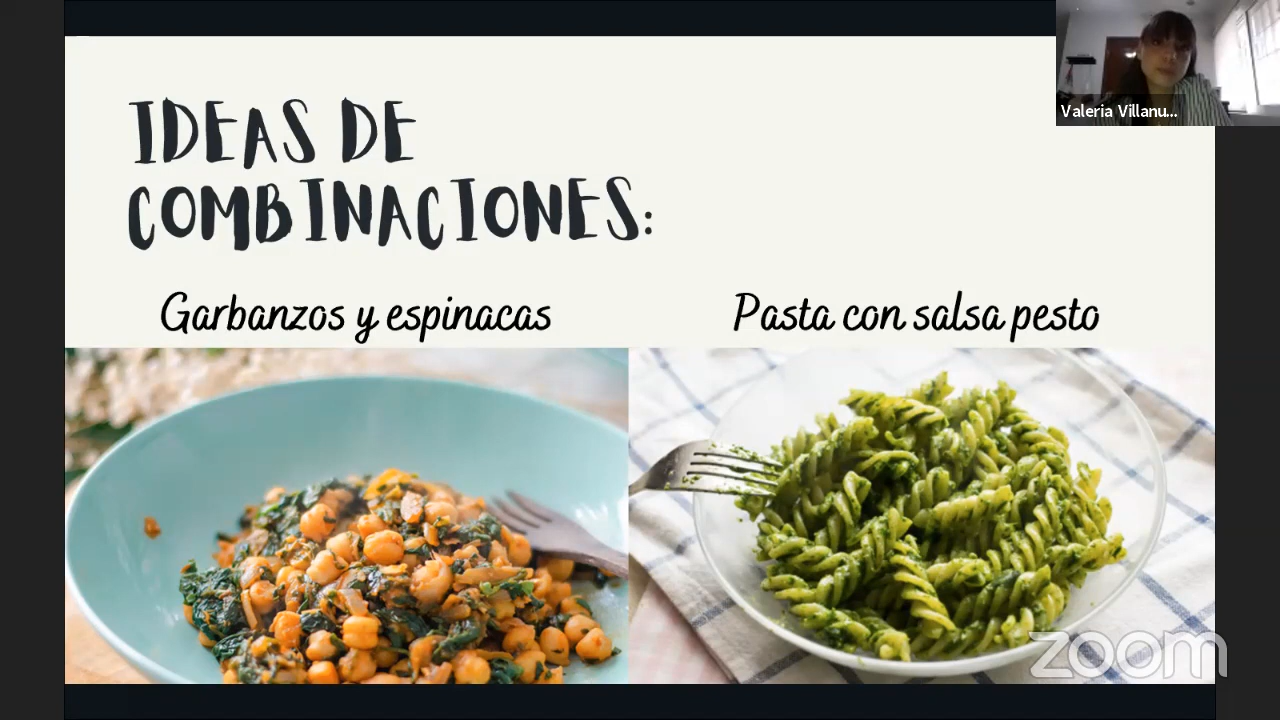 IDEAS DE
COMBINACIONES:
Garbanzos y espinacas
Pasta con salsa pesto
Valeria Villanu...
zoom